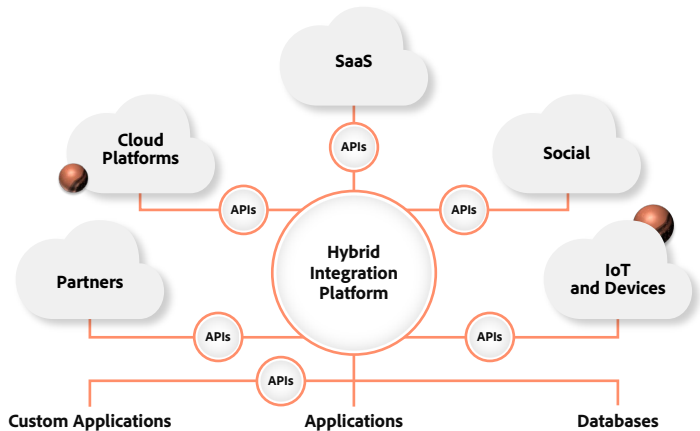 SaaS
Cloud
Platforms
APIs
Social
APIs
APIs
Hybrid
Integration
Platform
Partners
IoT
and Devices
APIs
APIs
APIs
Custom Applications
Applications
Databases